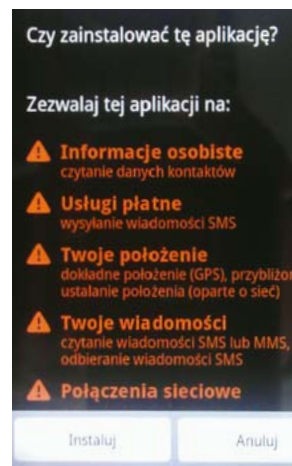 Czy zainstalować tę aplikację?
Zezwalaj tej aplikacji na:
Informacje osobiste
czytanie danych kontaktów
Usługi płatne
wysyłanie wiadomości SMS
Twoje położenie
dokładne położenie (GPS),
ustalanie położenia (oparte o sieć)
Twoje wiadomości
czytanie wiadomości SMS lub MMS,
odbieranie wiadomości SMS
Połączenia sieciowe
Instaluj
Anuluj